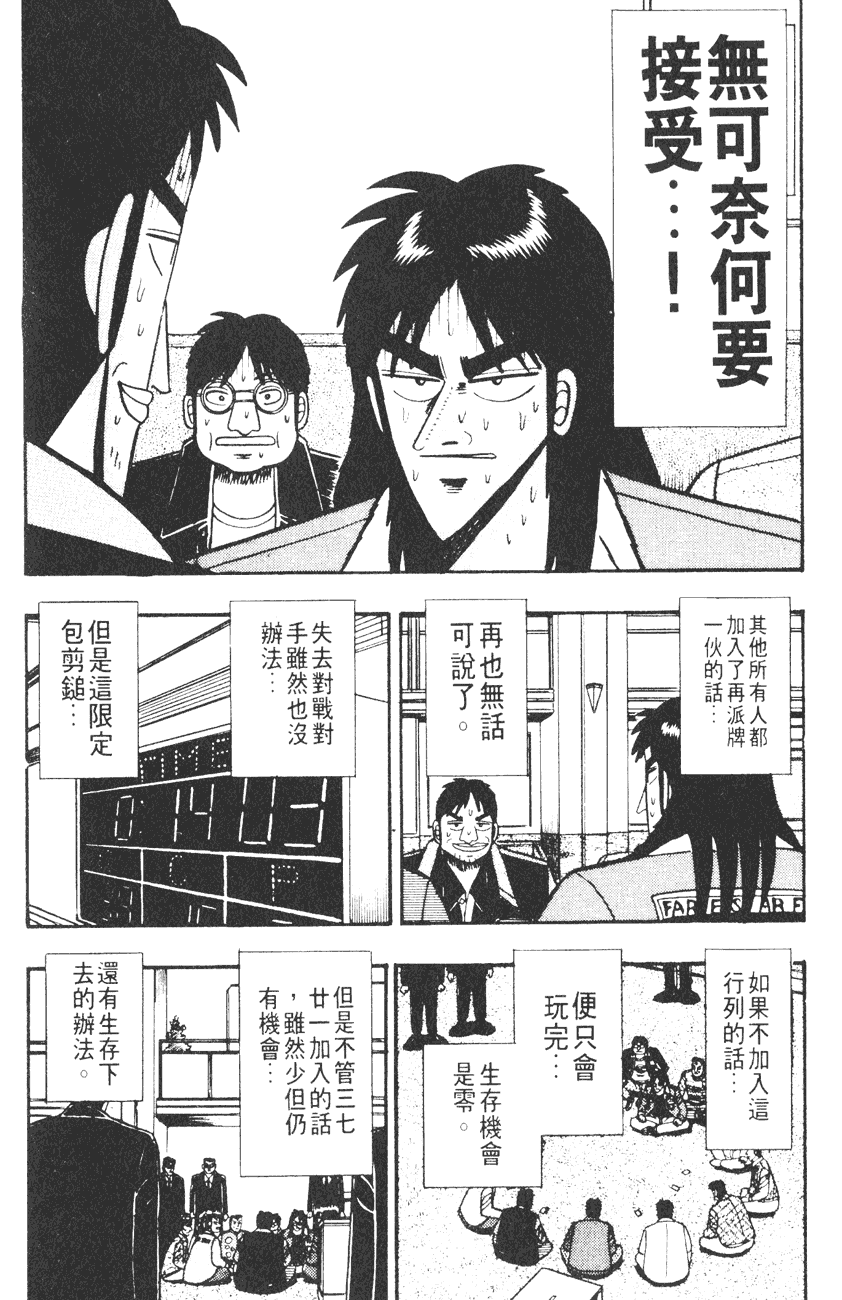 無可奈何要
接受…!
其他所有人都
加入了再派牌
一伙的話…
再也無話
可說了。
失去對戰對
手雖然也沒
辦法…
但是這限定
包剪鎚…
TIME
FAR F
如果不加入這
行列的話…
便只會
玩完…
生存機會
是零。
但是不管三七
廿一加入的話
，雖然少但仍
有機會…
還有生存下
去的辦法。